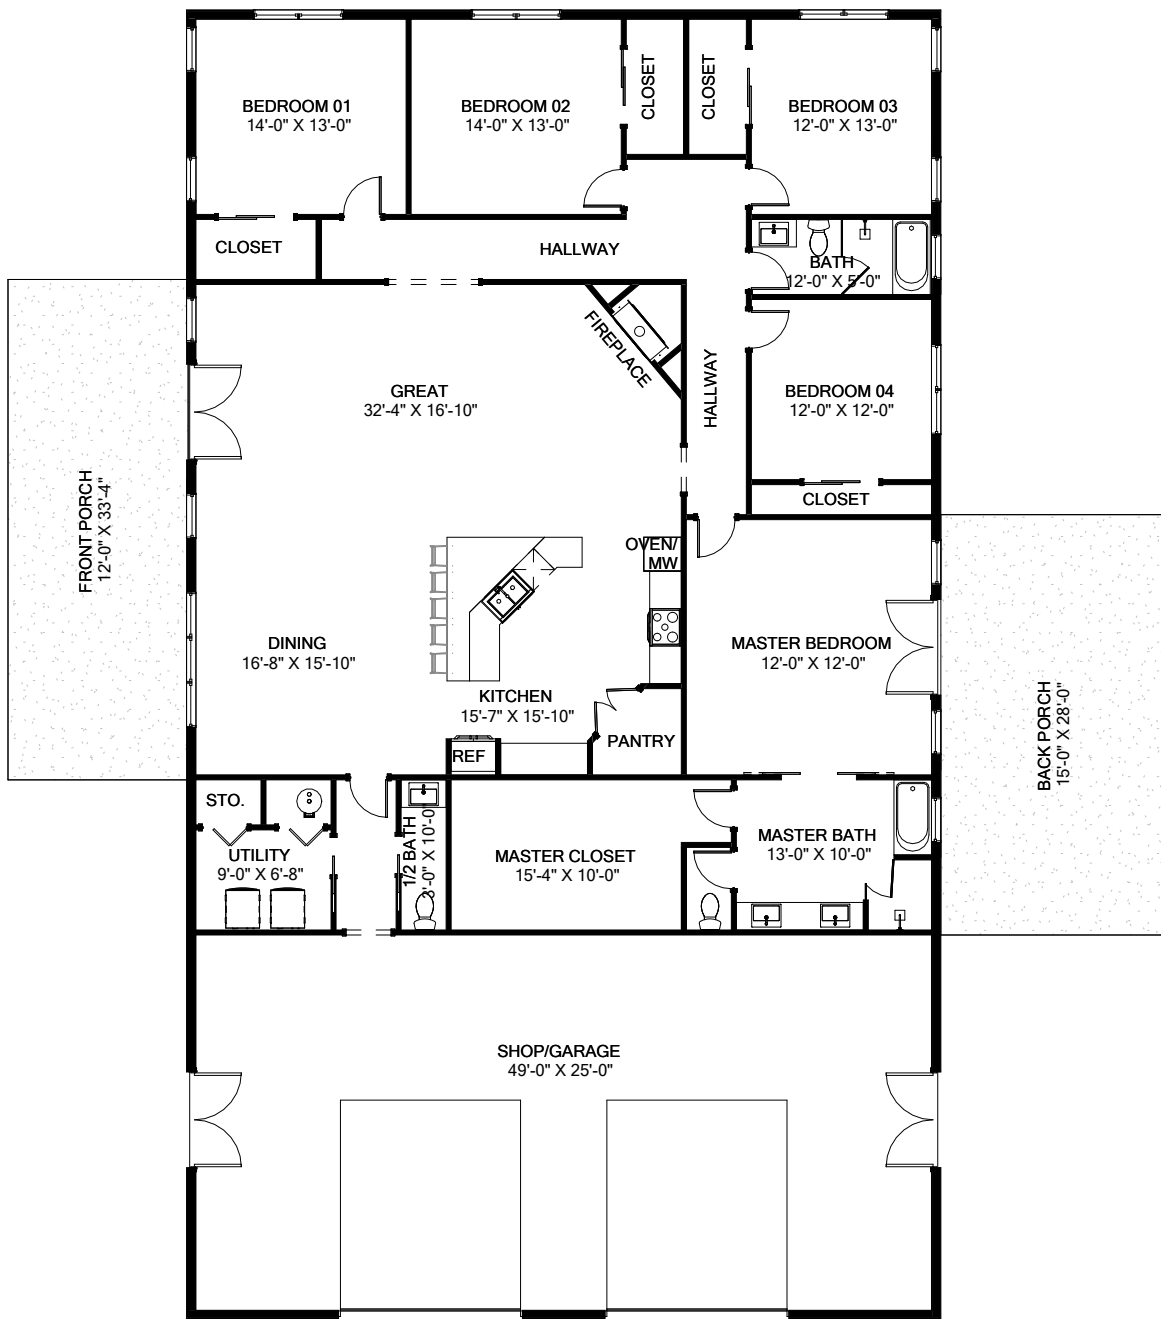 BEDROOM 01
14'-0" X 13'-0"
BEDROOM 02
14'-0" X 13'-0"
CLOSET
CLOSET
BEDROOM 03
12'-0" X 13'-0"
CLOSET
HALLWAY
BATH
12'-0" X 5'-0"
FIREPLACE
GREAT
32'-4" X 16'-10"
HALLWAY
BEDROOM 04
12'-0" X 12'-0"
CLOSET
FRONT PORCH
12'-0" X 33'-4"
OVEN/
MW
DINING
16'-8" X 15'-10"
KITCHEN
15'-7" X 15'-10"
MASTER BEDROOM
12'-0" X 12'-0"
BACK PORCH
15'-0" X 28'-0"
REF
PANTRY
STO.
UTILITY
9'-0" X 6'-8"
1/2 BATH
3'-0" X 10'-0"
MASTER CLOSET
15'-4" X 10'-0"
MASTER BATH
13'-0" X 10'-0"
SHOP/GARAGE
49'-0" X 25'-0"